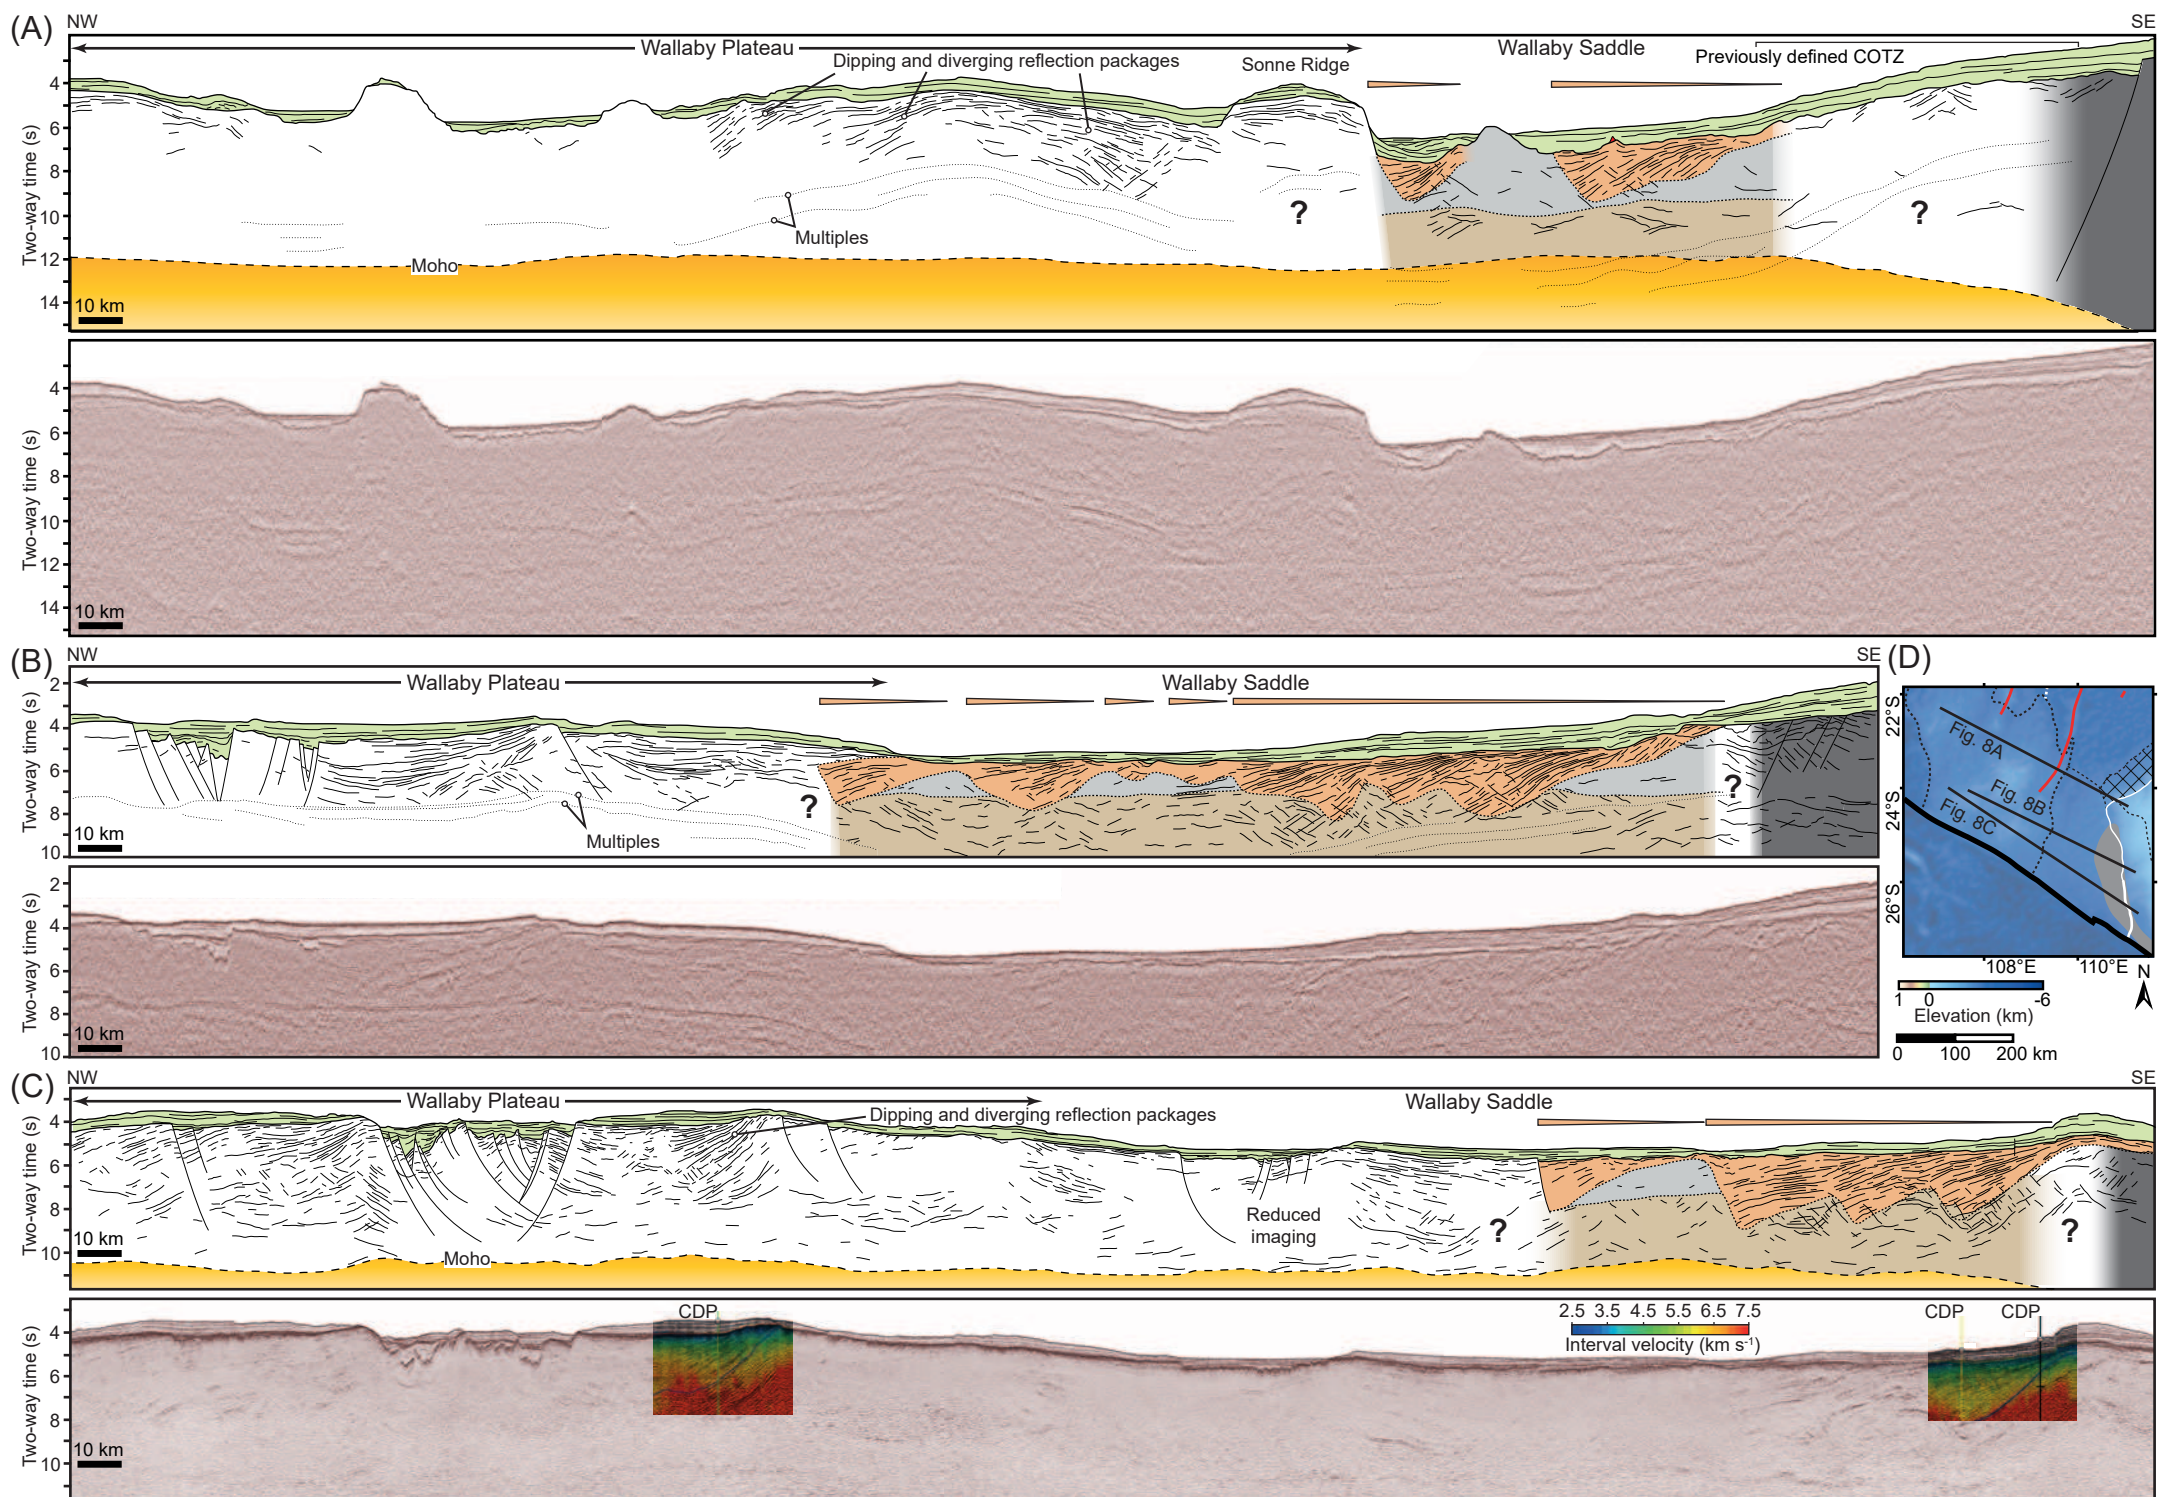 (A)
NW
SE
Wallaby Plateau
Wallaby Saddle
Previously defined COTZ
Dipping and diverging reflection packages
Sonne Ridge
Two-way time (s)
4
6
8
10
12
14
Multiples
?
?
Moho
10 km
Two-way time (s)
4
6
8
10
12
14
10 km
(B)
NW
SE
Wallaby Plateau
Wallaby Saddle
Two-way time (s)
2
4
6
8
10
Multiples
?
?
10 km
Two-way time (s)
2
4
6
8
10
10 km
(D)
22°S
24°S
26°S
Fig. 8A
Fig. 8B
Fig. 8C
108°E
110°E
N
1
0
-6
Elevation (km)
0
100
200 km
(C)
NW
SE
Wallaby Plateau
Wallaby Saddle
Dipping and diverging reflection packages
Two-way time (s)
4
6
8
10
Reduced
imaging
?
?
Moho
10 km
Two-way time (s)
4
6
8
10
CDP
2.5 3.5 4.5 5.5 6.5 7.5
Interval velocity (km s⁻¹)
CDP
CDP
10 km